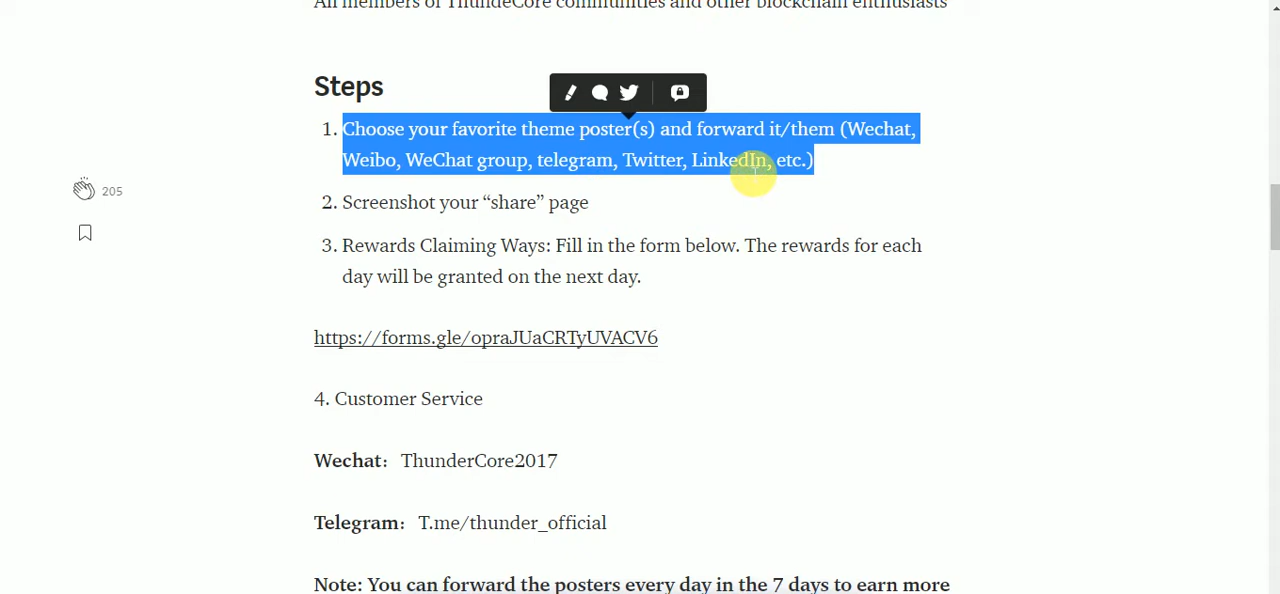 All members of ThundeCore communities and other blockchain enthusiasts
Steps
1. Choose your favorite theme poster(s) and forward it/them (Wechat,
Weibo, WeChat group, telegram, Twitter, LinkedIn, etc.)
205
2. Screenshot your “share” page
3. Rewards Claiming Ways: Fill in the form below. The rewards for each
day will be granted on the next day.
https://forms.gle/opraJUaCRTyUVACV6
4. Customer Service
Wechat： ThunderCore2017
Telegram： T.me/thunder_official
Note: You can forward the posters every day in the 7 days to earn more